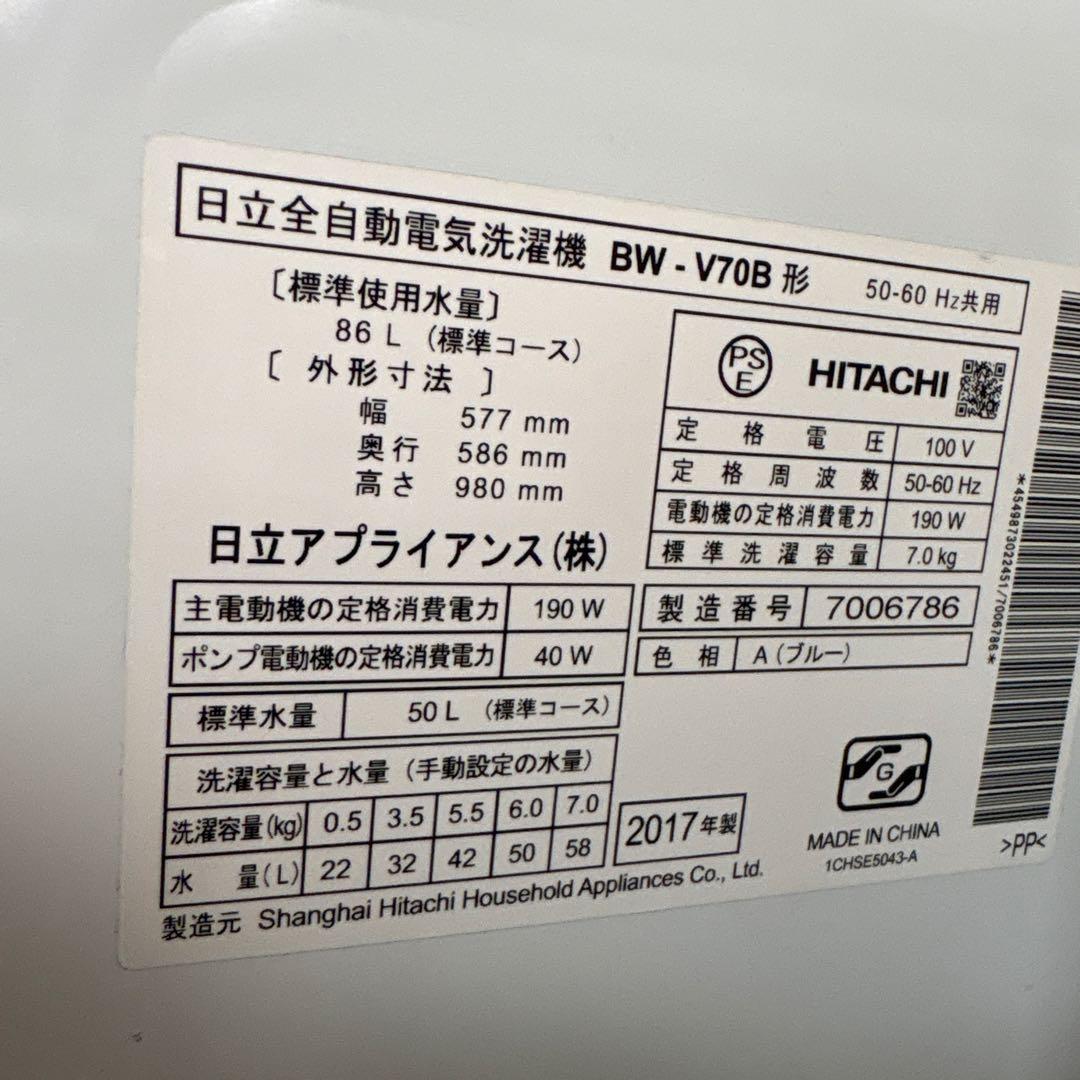 日立全自動電気洗濯機 BW - V70B 形 50-60 Hz共用
〔標準使用水量〕
86 L (標準コース)
〔 外形寸法 〕
幅 577 mm
奥行 586 mm
高さ 980 mm
日立アプライアンス(株)
主電動機の定格消費電力 190 W
ポンプ電動機の定格消費電力 40 W
標準水量 50 L (標準コース)
洗濯容量と水量 (手動設定の水量)
洗濯容量(kg) 0.5 3.5 5.5 6.0 7.0
水 量(L) 22 32 42 50 58
製造元 Shanghai Hitachi Household Appliances Co., Ltd.
PS
E
HITACHI
定格電圧 100 V
定格周波数 50-60 Hz
電動機の定格消費電力 190 W
標準洗濯容量 7.0 kg
製造番号 7006786
色相 A (ブルー)
2017年製
G
MADE IN CHINA
1CHSE5043-A
>PP<
*4549873022451/7006786*